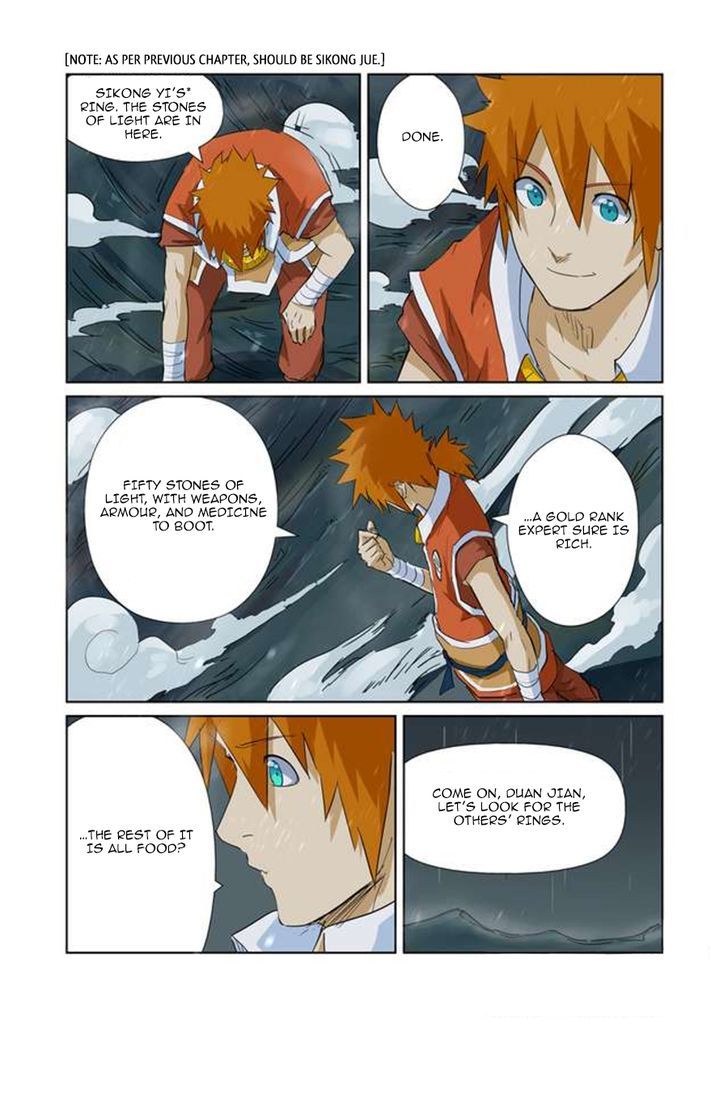 [NOTE: AS PER PREVIOUS CHAPTER, SHOULD BE SIKONG JUE.]
SIKONG YI'S*
RING. THE STONES
OF LIGHT ARE IN
HERE.
DONE.
FIFTY STONES OF
LIGHT, WITH WEAPONS,
ARMOUR, AND MEDICINE
TO BOOT.
...A GOLD RANK
EXPERT SURE IS
RICH.
...THE REST OF IT
IS ALL FOOD?
COME ON, DUAN JIAN,
LET'S LOOK FOR THE
OTHERS' RINGS.